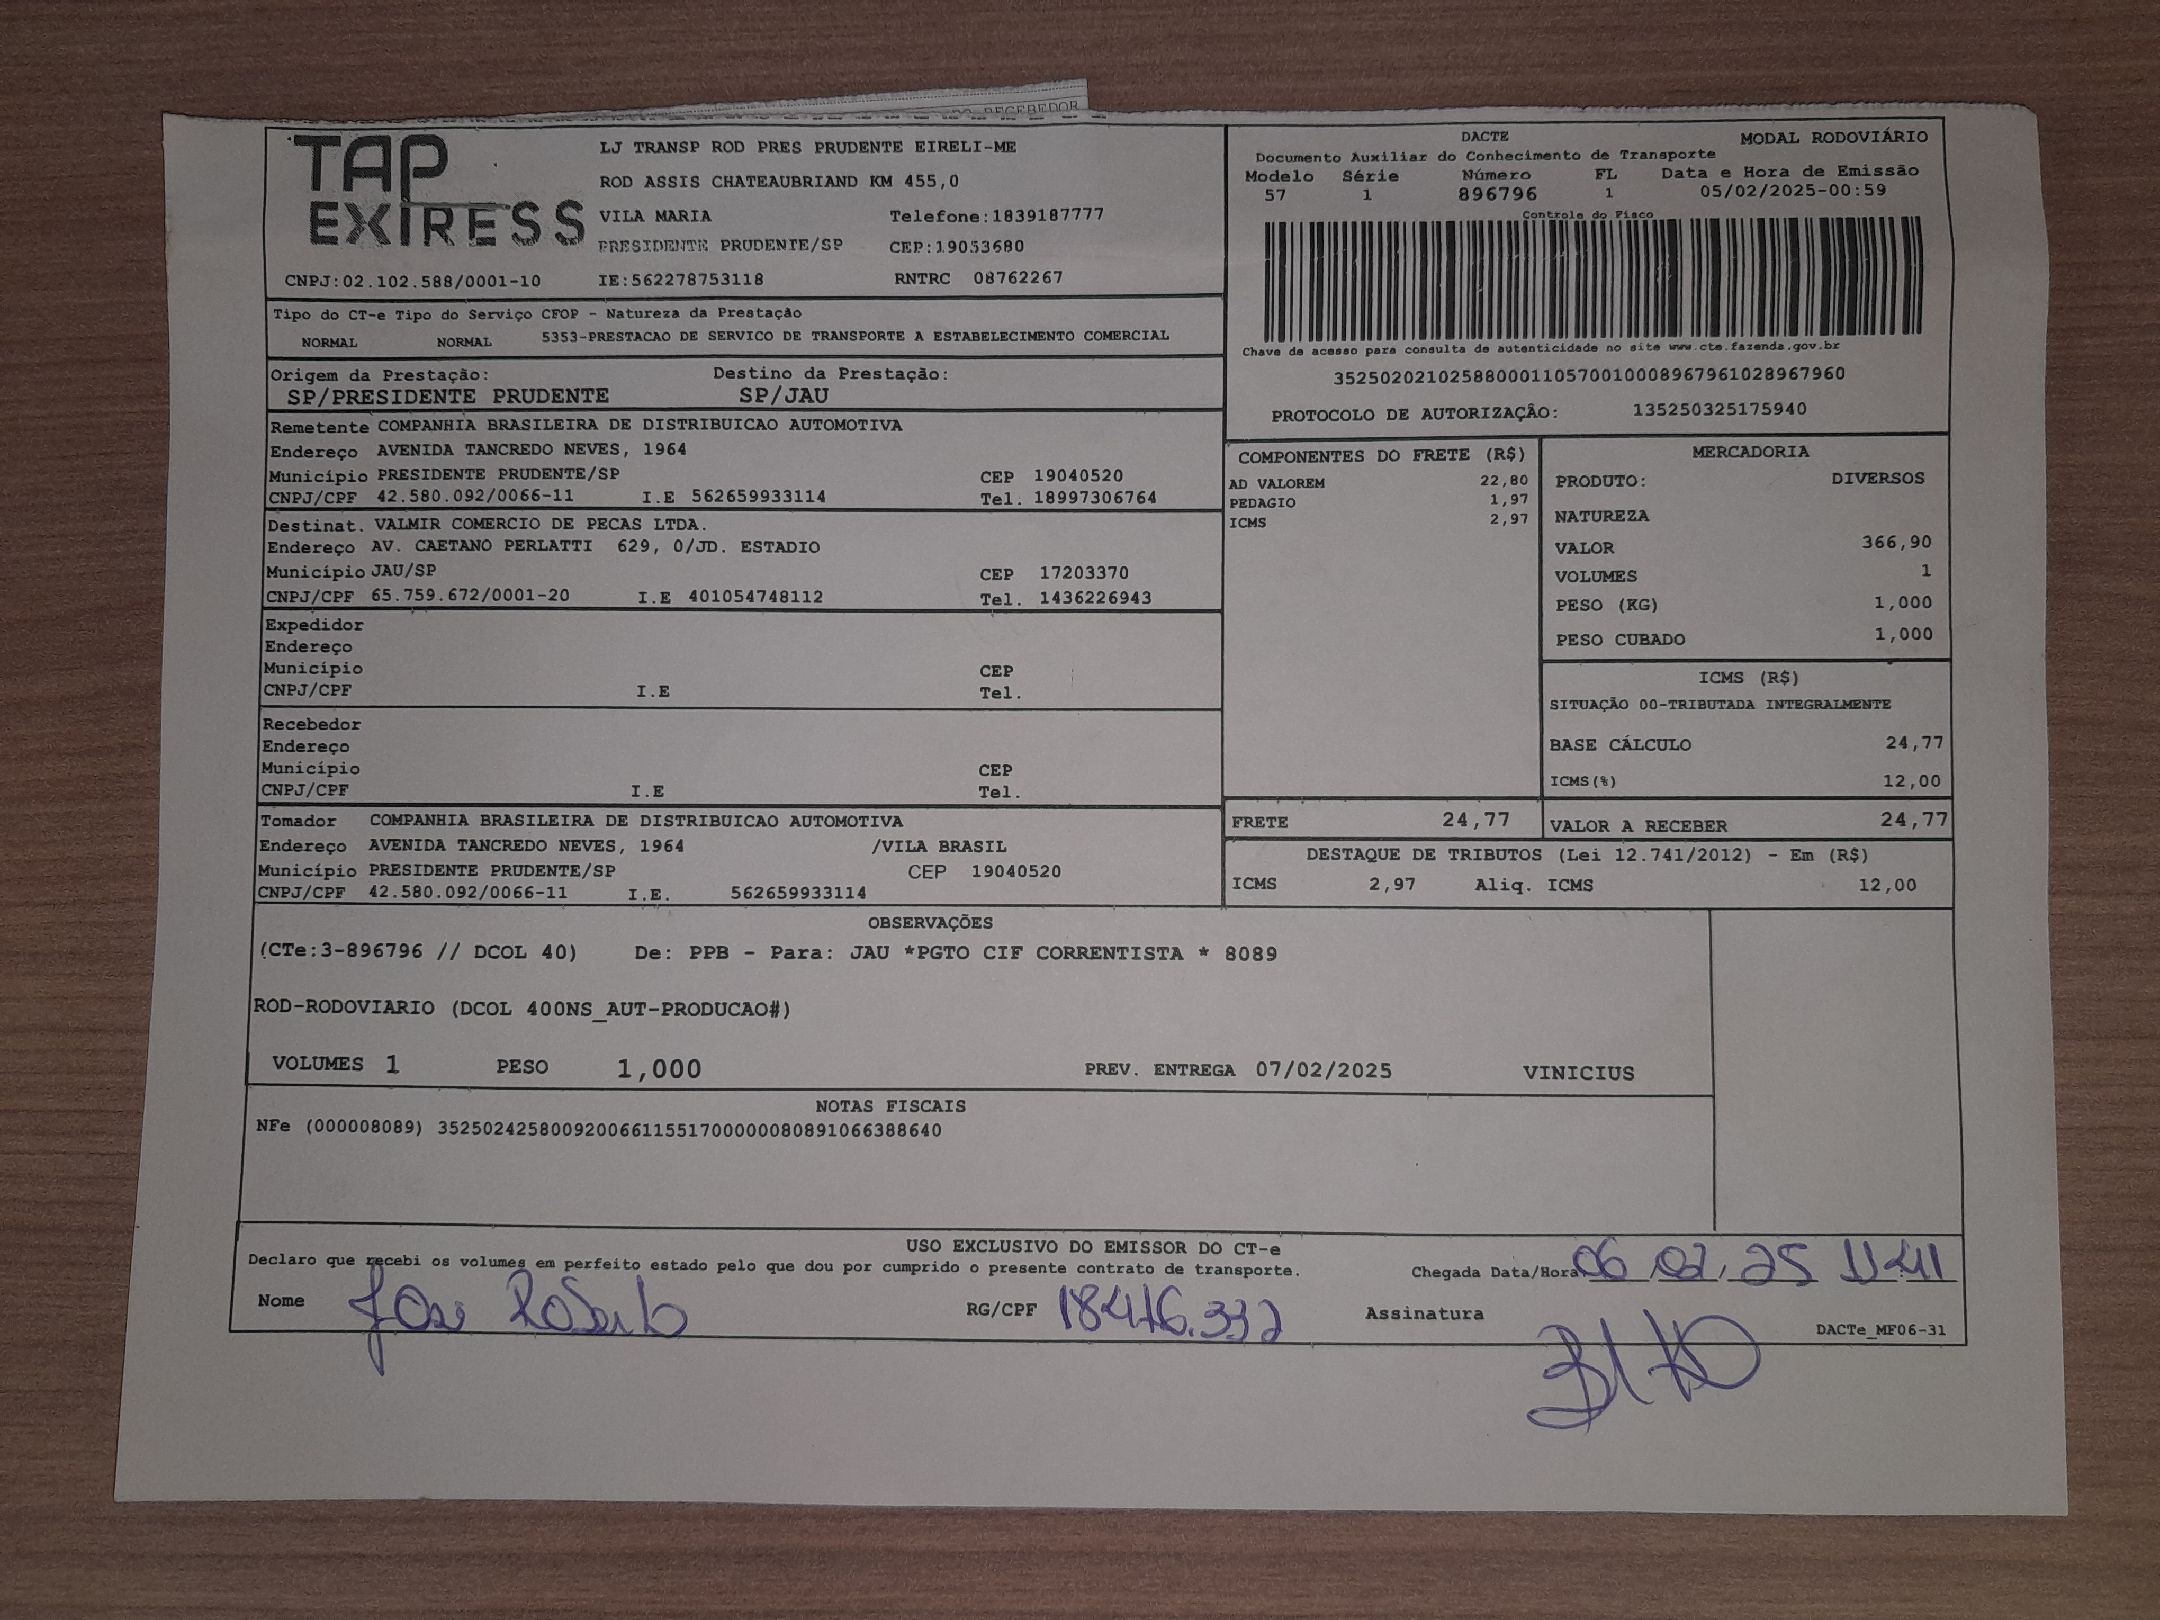 RECEBEDOR
TAP
EXPRESS
LJ TRANSP ROD PRES PRUDENTE EIRELI-ME
ROD ASSIS CHATEAUBRIAND KM 455,0
VILA MARIA Telefone:1839187777
PRESIDENTE PRUDENTE/SP CEP:19053680
CNPJ:02.102.588/0001-10 IE:562278753118 RNTRC 08762267
DACTE MODAL RODOVIÁRIO
Documento Auxiliar do Conhecimento de Transporte
Modelo Série Número FL Data e Hora de Emissão
57 1 896796 1 05/02/2025-00:59
Controle do Fisco
Chave de acesso para consulta de autenticidade no site www.cte.fazenda.gov.br
35250202102588000110570010008967961028967960
PROTOCOLO DE AUTORIZAÇÃO: 135250325175940
Tipo do CT-e Tipo do Serviço CFOP - Natureza da Prestação
NORMAL NORMAL 5353-PRESTACAO DE SERVICO DE TRANSPORTE A ESTABELECIMENTO COMERCIAL
Origem da Prestação: Destino da Prestação:
SP/PRESIDENTE PRUDENTE SP/JAU
Remetente COMPANHIA BRASILEIRA DE DISTRIBUICAO AUTOMOTIVA
Endereço AVENIDA TANCREDO NEVES, 1964
Município PRESIDENTE PRUDENTE/SP CEP 19040520
CNPJ/CPF 42.580.092/0066-11 I.E 562659933114 Tel. 18997306764
Destinat. VALMIR COMERCIO DE PECAS LTDA.
Endereço AV. CAETANO PERLATTI 629, 0/JD. ESTADIO
Município JAU/SP CEP 17203370
CNPJ/CPF 65.759.672/0001-20 I.E 401054748112 Tel. 1436226943
Expedidor
Endereço
Município CEP
CNPJ/CPF I.E Tel.
Recebedor
Endereço
Município CEP
CNPJ/CPF I.E Tel.
Tomador COMPANHIA BRASILEIRA DE DISTRIBUICAO AUTOMOTIVA
Endereço AVENIDA TANCREDO NEVES, 1964 /VILA BRASIL
Município PRESIDENTE PRUDENTE/SP CEP 19040520
CNPJ/CPF 42.580.092/0066-11 I.E. 562659933114
COMPONENTES DO FRETE (R$)
AD VALOREM 22,80
PEDAGIO 1,97
ICMS 2,97
MERCADORIA
PRODUTO: DIVERSOS
NATUREZA
VALOR 366,90
VOLUMES 1
PESO (KG) 1,000
PESO CUBADO 1,000
ICMS (R$)
SITUAÇÃO 00-TRIBUTADA INTEGRALMENTE
BASE CÁLCULO 24,77
ICMS(%) 12,00
FRETE 24,77 VALOR A RECEBER 24,77
DESTAQUE DE TRIBUTOS (Lei 12.741/2012) - Em (R$)
ICMS 2,97 Aliq. ICMS 12,00
OBSERVAÇÕES
(CTe:3-896796 // DCOL 40) De: PPB - Para: JAU *PGTO CIF CORRENTISTA * 8089
ROD-RODOVIARIO (DCOL 400NS_AUT-PRODUCAO#)
VOLUMES 1 PESO 1,000 PREV. ENTREGA 07/02/2025 VINICIUS
NOTAS FISCAIS
NFe (000008089) 35250242580092006611551700000080891066388640
USO EXCLUSIVO DO EMISSOR DO CT-e
Declaro que recebi os volumes em perfeito estado pelo que dou por cumprido o presente contrato de transporte. Chegada Data/Hora 06 02 25 11:41
Nome Jose Roberto RG/CPF 18416.332 Assinatura
DACTe_MF06-31